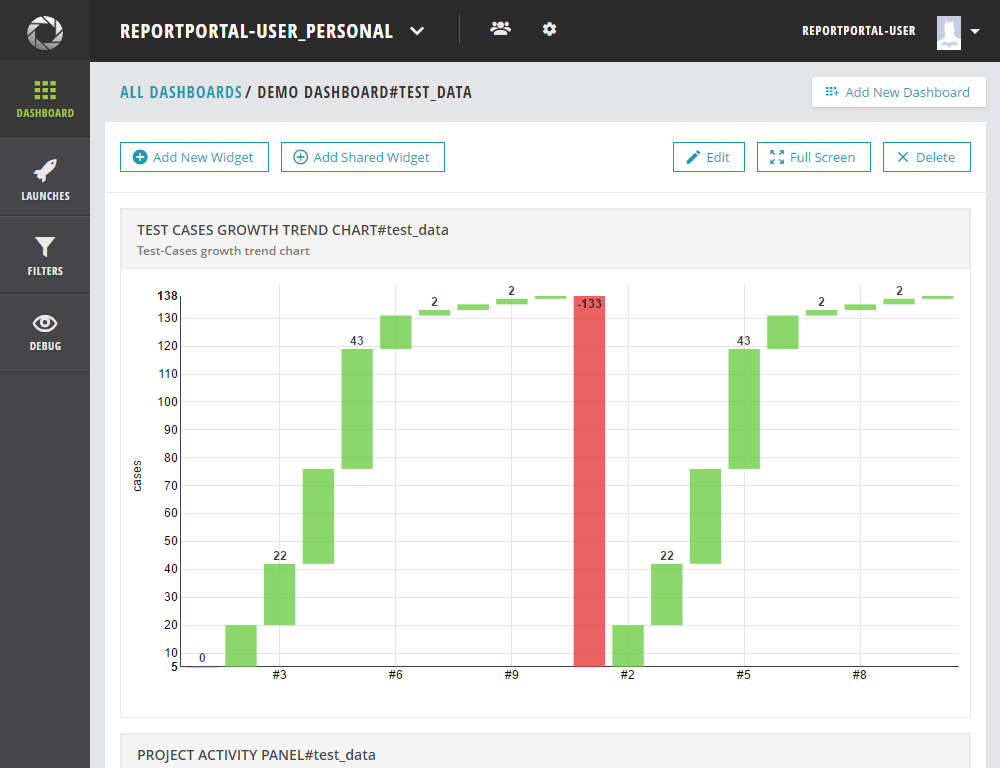 REPORTPORTAL-USER_PERSONAL
REPORTPORTAL-USER
DASHBOARD
LAUNCHES
FILTERS
DEBUG
ALL DASHBOARDS / DEMO DASHBOARD#TEST_DATA
Add New Dashboard
Add New Widget
Add Shared Widget
Edit
Full Screen
Delete
TEST CASES GROWTH TREND CHART#test_data
Test-Cases growth trend chart
138
130
120
110
100
90
80
70
60
50
40
30
20
10
5
cases
0
22
43
2
2
-133
22
43
2
2
#3
#6
#9
#2
#5
#8
PROJECT ACTIVITY PANEL#test_data